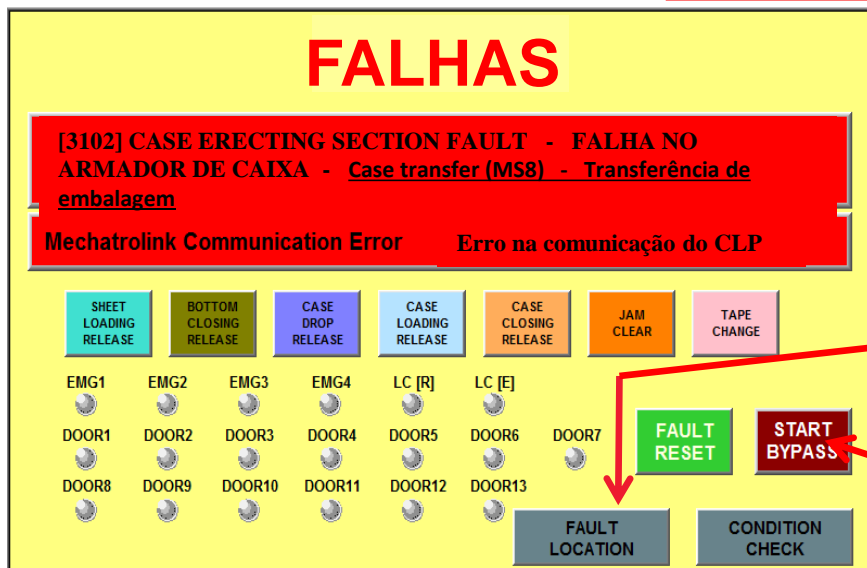 FALHAS
[3102] CASE ERECTING SECTION FAULT - FALHA NO
ARMADOR DE CAIXA - Case transfer (MS8) - Transferência de
embalagem
Mechatrolink Communication Error Erro na comunicação do CLP
SHEET
LOADING
RELEASE
BOTTOM
CLOSING
RELEASE
CASE
DROP
RELEASE
CASE
LOADING
RELEASE
CASE
CLOSING
RELEASE
JAM
CLEAR
TAPE
CHANGE
EMG1 EMG2 EMG3 EMG4 LC [R] LC [E]
DOOR1 DOOR2 DOOR3 DOOR4 DOOR5 DOOR6 DOOR7
DOOR8 DOOR9 DOOR10 DOOR11 DOOR12 DOOR13
FAULT
RESET
START
BYPASS
FAULT
LOCATION
CONDITION
CHECK